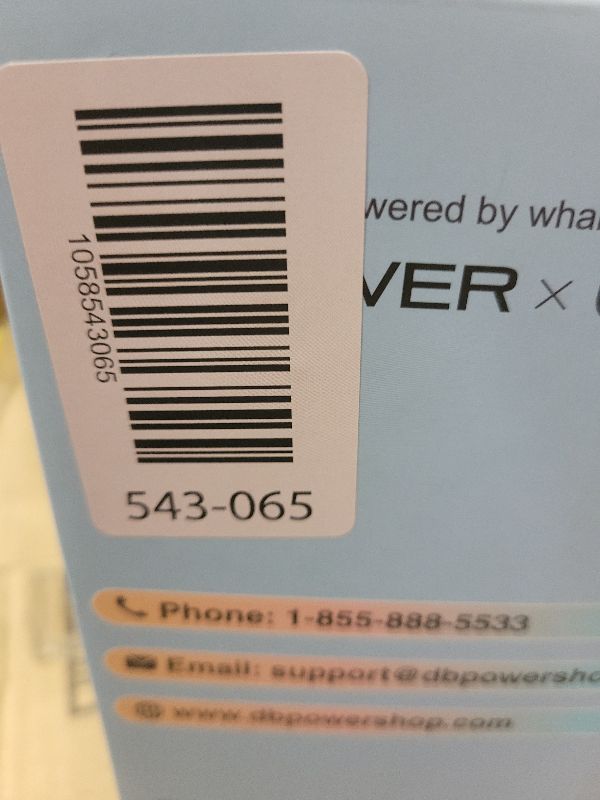 1058543065
543-065
wered by wha
VER ×
Phone: 1-855-888-5533
Email: support@dbpowersho
www.dbpowershop.com